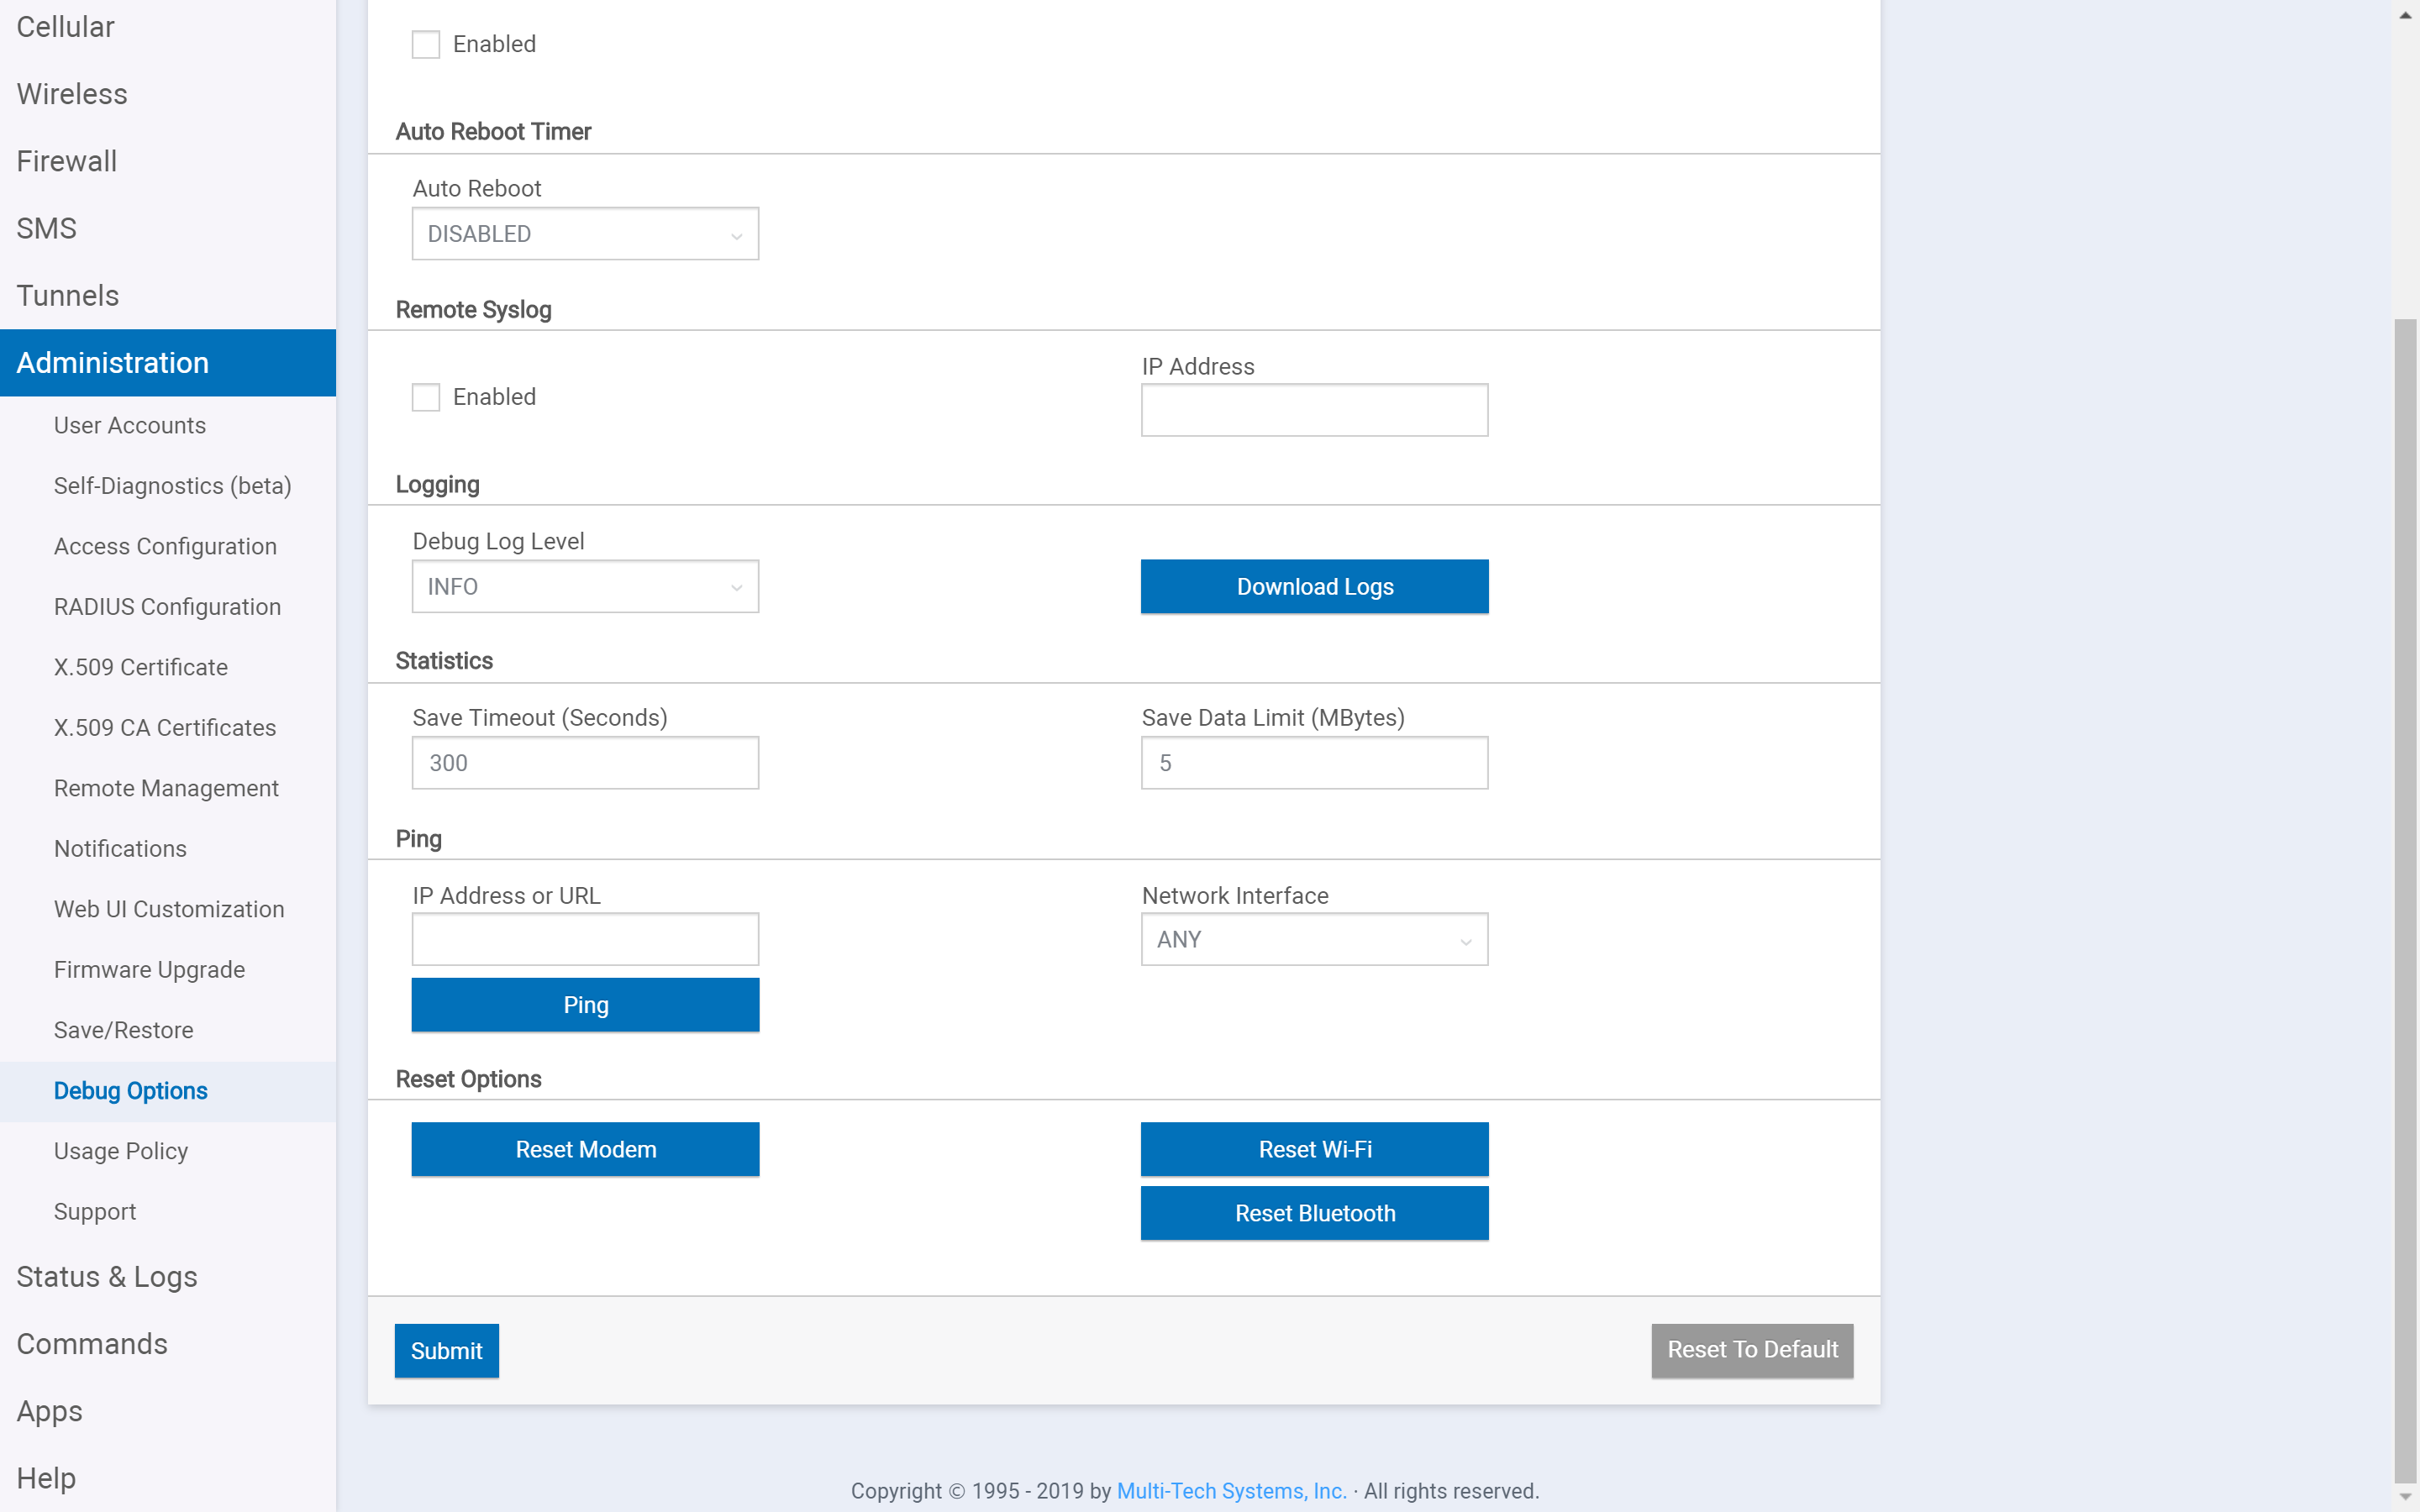 Cellular
Wireless
Firewall
SMS
Tunnels
Administration
User Accounts
Self-Diagnostics (beta)
Access Configuration
RADIUS Configuration
X.509 Certificate
X.509 CA Certificates
Remote Management
Notifications
Web UI Customization
Firmware Upgrade
Save/Restore
Debug Options
Usage Policy
Support
Status & Logs
Commands
Apps
Help
Enabled
Auto Reboot Timer
Auto Reboot
DISABLED
Remote Syslog
Enabled
IP Address
Logging
Debug Log Level
INFO
Download Logs
Statistics
Save Timeout (Seconds)
300
Save Data Limit (MBytes)
5
Ping
IP Address or URL
Network Interface
ANY
Ping
Reset Options
Reset Modem
Reset Wi-Fi
Reset Bluetooth
Submit
Reset To Default
Copyright © 1995 - 2019 by Multi-Tech Systems, Inc. · All rights reserved.